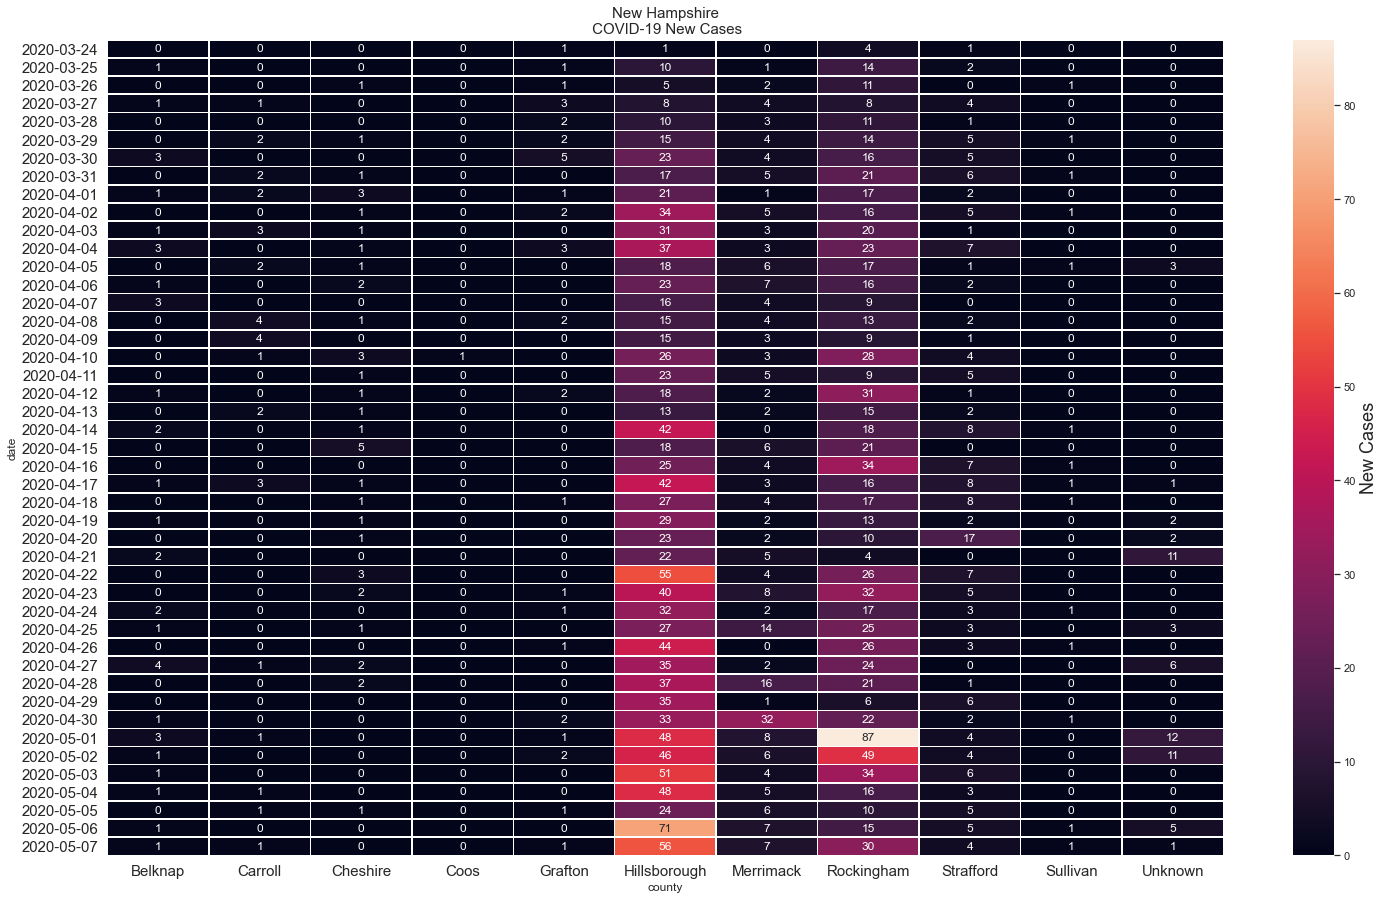 New Hampshire
COVID-19 New Cases
2020-03-24 0 0 0 0 1 1 0 4 1 0 0
2020-03-25 1 0 0 0 1 10 1 14 2 0 0
2020-03-26 0 0 1 0 1 5 2 11 0 1 0
2020-03-27 1 1 0 0 3 8 4 8 4 0 0
2020-03-28 0 0 0 0 2 10 3 11 1 0 0
2020-03-29 0 2 1 0 2 15 4 14 5 1 0
2020-03-30 3 0 0 0 5 23 4 16 5 0 0
2020-03-31 0 2 1 0 0 17 5 21 6 1 0
2020-04-01 1 2 3 0 1 21 1 17 2 0 0
2020-04-02 0 0 1 0 2 34 5 16 5 1 0
2020-04-03 1 3 1 0 0 31 3 20 1 0 0
2020-04-04 3 0 1 0 3 37 3 23 7 0 0
2020-04-05 0 2 1 0 0 18 6 17 1 1 3
2020-04-06 1 0 2 0 0 23 7 16 2 0 0
2020-04-07 3 0 0 0 0 16 4 9 0 0 0
2020-04-08 0 4 1 0 2 15 4 13 2 0 0
2020-04-09 0 4 0 0 0 15 3 9 1 0 0
2020-04-10 0 1 3 1 0 26 3 28 4 0 0
2020-04-11 0 0 1 0 0 23 5 9 5 0 0
2020-04-12 1 0 1 0 2 18 2 31 1 0 0
2020-04-13 0 2 1 0 0 13 2 15 2 0 0
2020-04-14 2 0 1 0 0 42 0 18 8 1 0
2020-04-15 0 0 5 0 0 18 6 21 0 0 0
2020-04-16 0 0 0 0 0 25 4 34 7 1 0
2020-04-17 1 3 1 0 0 42 3 16 8 1 1
2020-04-18 0 0 1 0 1 27 4 17 8 1 0
2020-04-19 1 0 1 0 0 29 2 13 2 0 2
2020-04-20 0 0 1 0 0 23 2 10 17 0 2
2020-04-21 2 0 0 0 0 22 5 4 0 0 11
2020-04-22 0 0 3 0 0 55 4 26 7 0 0
2020-04-23 0 0 2 0 1 40 8 32 5 0 0
2020-04-24 2 0 0 0 1 32 2 17 3 1 0
2020-04-25 1 0 1 0 0 27 14 25 3 0 3
2020-04-26 0 0 0 0 1 44 0 26 3 1 0
2020-04-27 4 1 2 0 0 35 2 24 0 0 6
2020-04-28 0 0 2 0 0 37 16 21 1 0 0
2020-04-29 0 0 0 0 0 35 1 6 6 0 0
2020-04-30 1 0 0 0 2 33 32 22 2 1 0
2020-05-01 3 1 0 0 1 48 8 87 4 0 12
2020-05-02 1 0 0 0 2 46 6 49 4 0 11
2020-05-03 1 0 0 0 0 51 4 34 6 0 0
2020-05-04 1 1 0 0 0 48 5 16 3 0 0
2020-05-05 0 1 1 0 1 24 6 10 5 0 0
2020-05-06 1 0 0 0 0 71 7 15 5 1 5
2020-05-07 1 1 0 0 1 56 7 30 4 1 1
Belknap Carroll Cheshire Coos Grafton Hillsborough Merrimack Rockingham Strafford Sullivan Unknown
county
date
80
70
60
50
40
30
20
10
0
New Cases